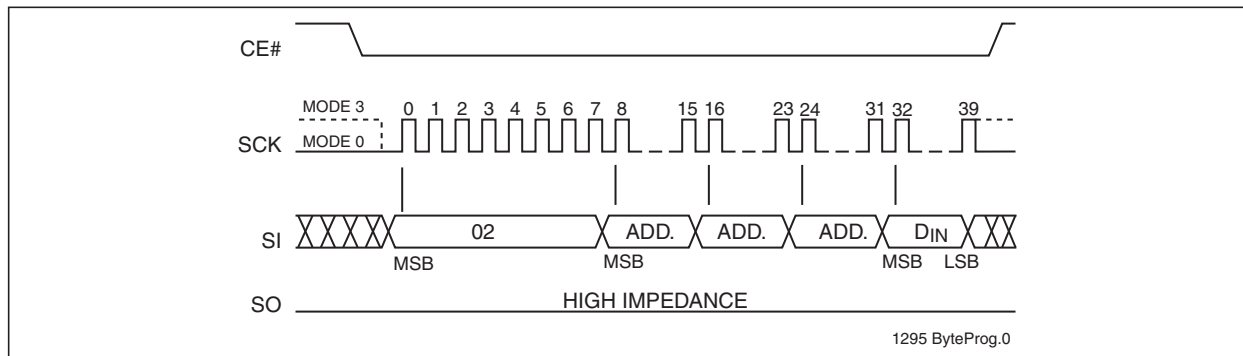 CE#
MODE 3
0 1 2 3 4 5 6 7 8 15 16 23 24 31 32 39
SCK
MODE 0
SI
02 ADD. ADD. ADD. DIN
MSB MSB MSB LSB
SO
HIGH IMPEDANCE
1295 ByteProg.0